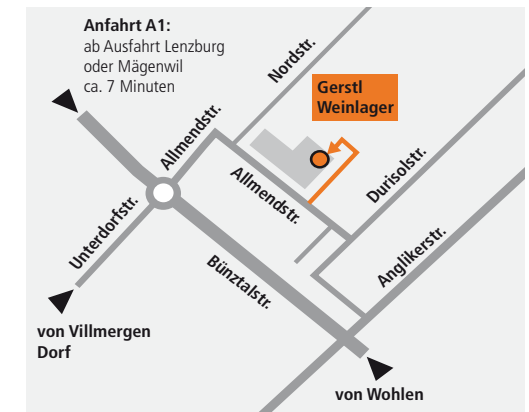 Anfahrt A1:
ab Ausfahrt Lenzburg
oder Mägenwil
ca. 7 Minuten
Nordstr.
Gerstl
Weinlager
Allmendstr.
Allmendstr.
Durisolstr.
Unterdorfstr.
Bünztalstr.
Anglikerstr.
von Villmergen
Dorf
von Wohlen